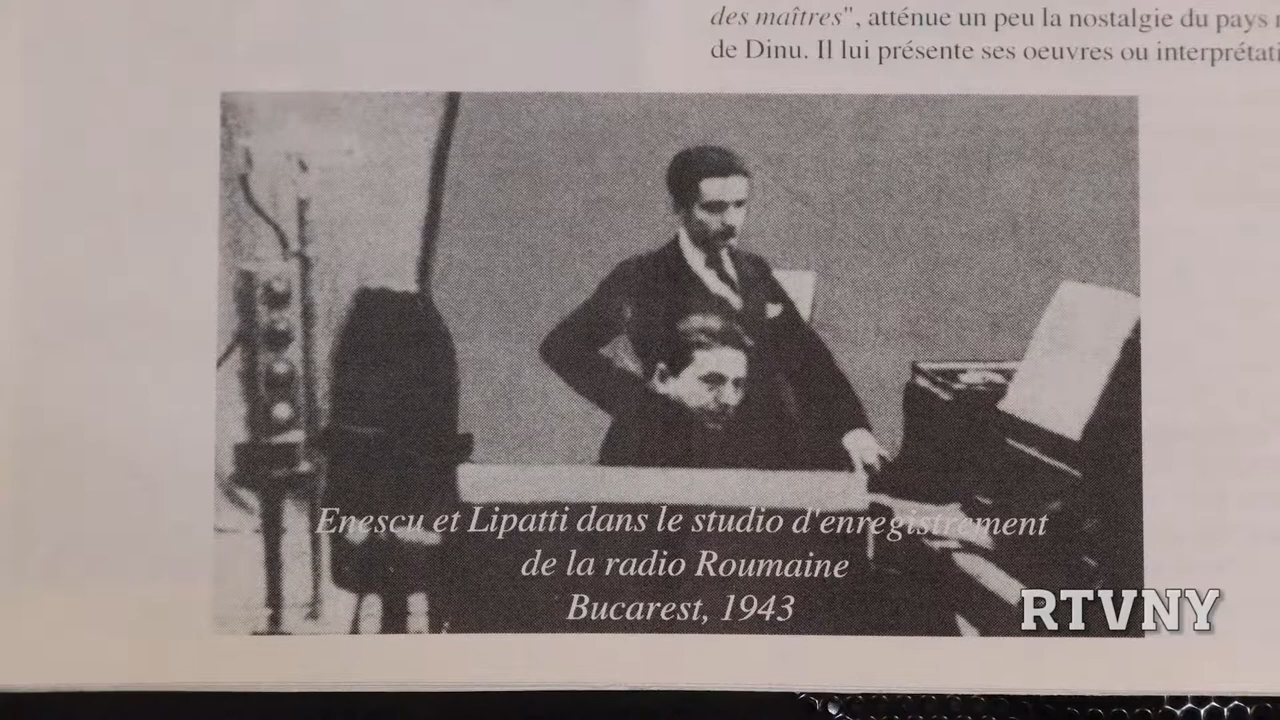 des maîtres", atténue un peu la nostalgie du pays
de Dinu. Il lui présente ses oeuvres ou
Enescu et Lipatti dans le studio d'enregistrement
de la radio Roumaine
Bucarest, 1943
RTVNY